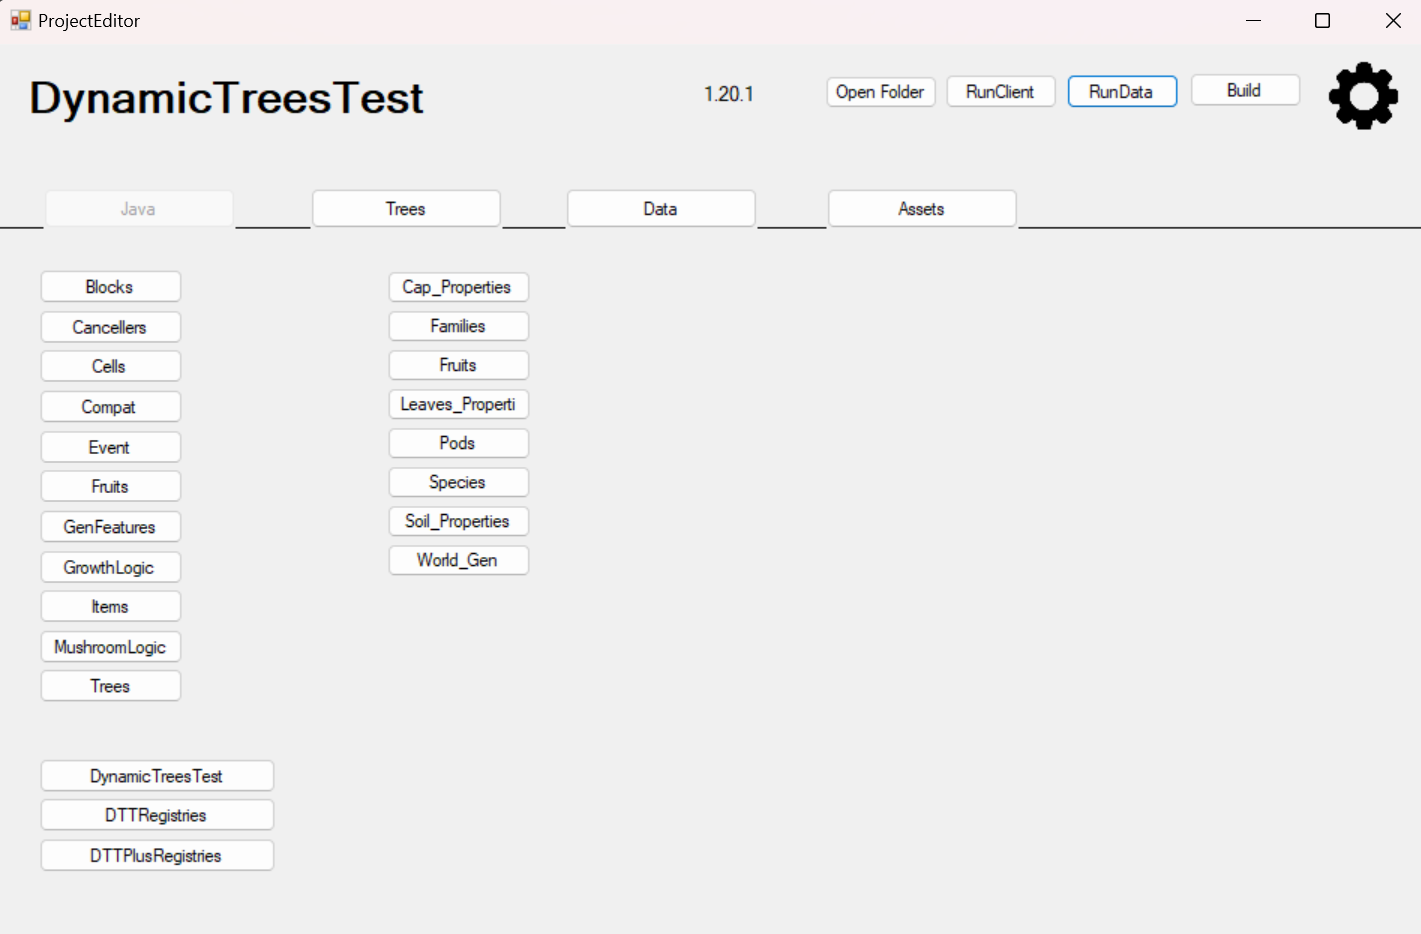 ProjectEditor
DynamicTreesTest
1.20.1
Open Folder
RunClient
RunData
Build
Java
Trees
Data
Assets
Blocks
Cancellers
Cells
Compat
Event
Fruits
GenFeatures
GrowthLogic
Items
MushroomLogic
Trees
Cap_Properties
Families
Fruits
Leaves_Properti
Pods
Species
Soil_Properties
World_Gen
DynamicTreesTest
DTTRegistries
DTTPlusRegistries